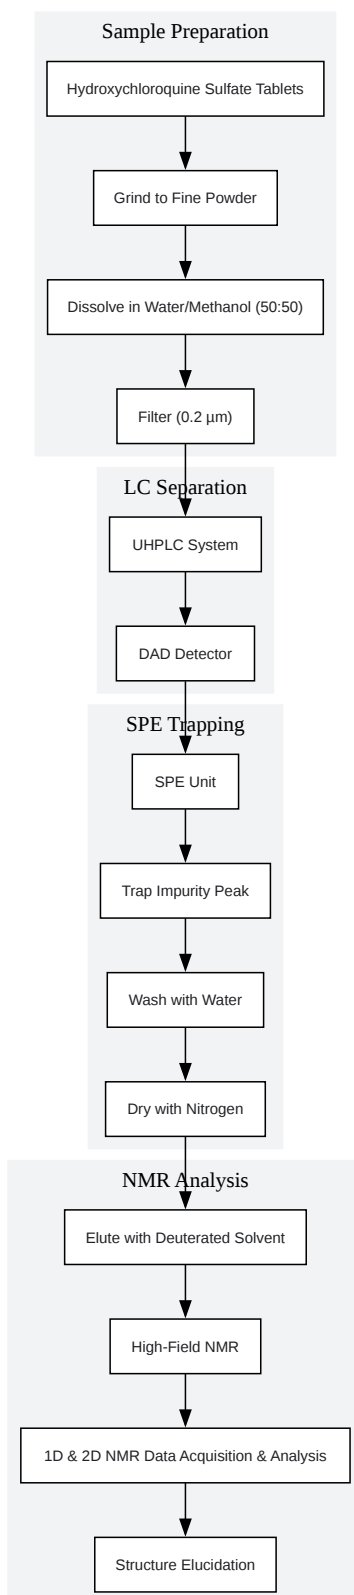 Sample Preparation
Hydroxychloroquine Sulfate Tablets
Grind to Fine Powder
Dissolve in Water/Methanol (50:50)
Filter (0.2 µm)
LC Separation
UHPLC System
DAD Detector
SPE Trapping
SPE Unit
Trap Impurity Peak
Wash with Water
Dry with Nitrogen
NMR Analysis
Elute with Deuterated Solvent
High-Field NMR
1D & 2D NMR Data Acquisition & Analysis
Structure Elucidation